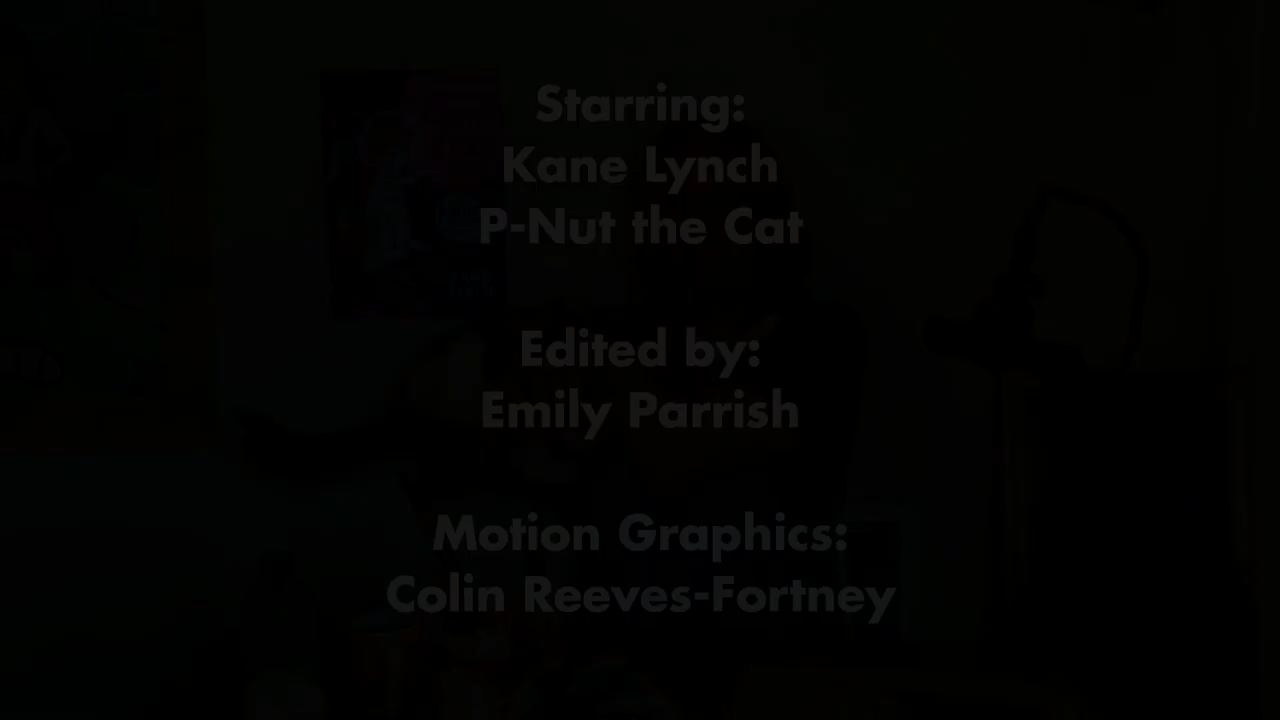 Starring:
Kane Lynch
P-Nut the Cat
Edited by:
Emily Parrish
Motion Graphics:
Colin Reeves-Fortney